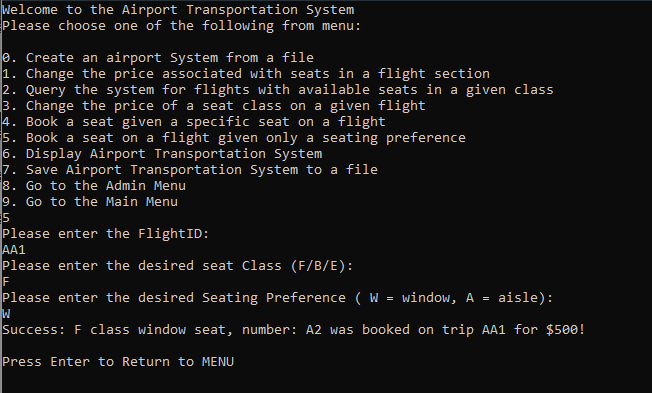 Welcome to the Airport Transportation System
Please choose one of the following from menu:
0. Create an airport System from a file
1. Change the price associated with seats in a flight section
2. Query the system for flights with available seats in a given class
3. Change the price of a seat class on a given flight
4. Book a seat given a specific seat on a flight
5. Book a seat on a flight given only a seating preference
6. Display Airport Transportation System
7. Save Airport Transportation System to a file
8. Go to the Admin Menu
9. Go to the Main Menu
5
Please enter the FlightID:
AA1
Please enter the desired seat Class (F/B/E):
F
Please enter the desired Seating Preference ( W = window, A = aisle):
W
Success: F class window seat, number: A2 was booked on trip AA1 for $500!
Press Enter to Return to MENU